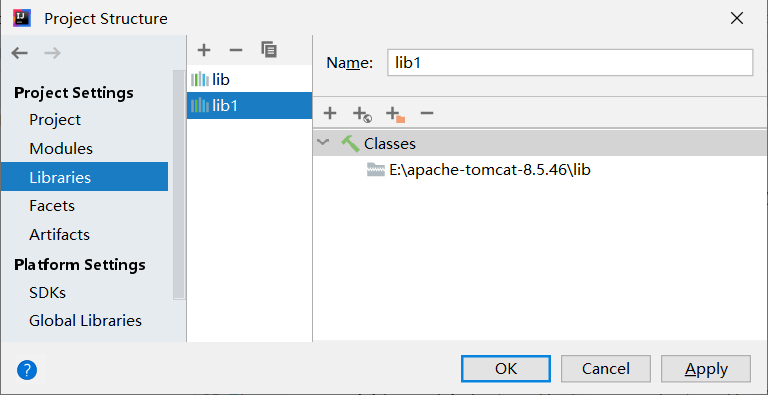 Project Structure
Project Settings
Project
Modules
Libraries
Facets
Artifacts
Platform Settings
SDKs
Global Libraries
lib
lib1
Name: lib1
Classes
E:\apache-tomcat-8.5.46\lib
?
OK
Cancel
Apply